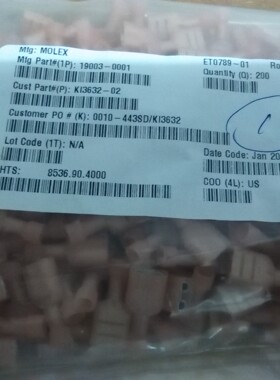 Mfg: MOLEX
Mfg Part#(1P): 19003-0001 ET0789-01
Quantity (Q): 200
Cust Part#(P): KI3632-02
Customer PO # (K): 0010-443SD/KI3632
Lot Code (1T): N/A Date Code: Jan
HTS: 8536.90.4000 COO (4L): US